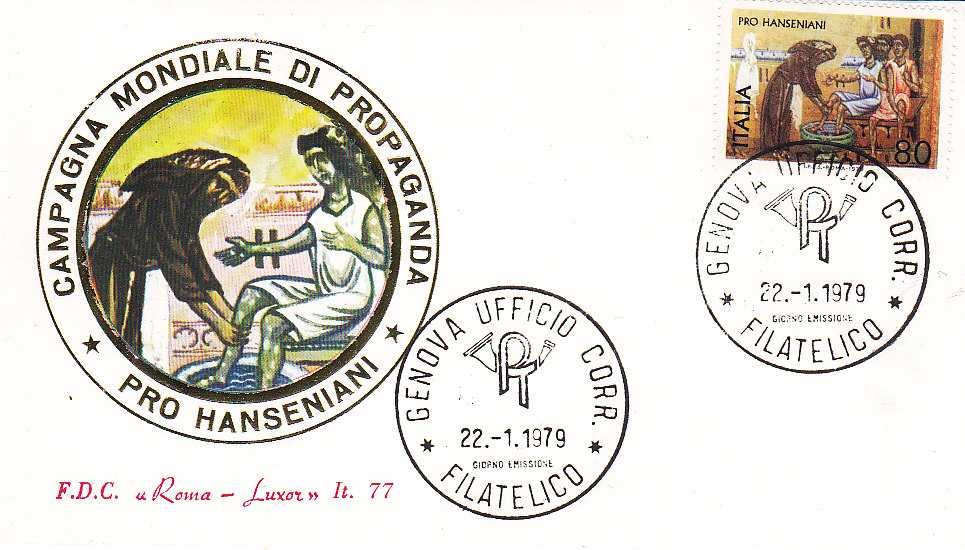 CAMPAGNA MONDIALE DI PROPAGANDA
★ PRO HANSENIANI ★
PRO HANSENIANI
ITALIA
80
GENOVA UFFICIO CORR.
22.-1.1979
GIORNO EMISSIONE
* FILATELICO *
GENOVA UFFICIO CORR.
22.-1.1979
GIORNO EMISSIONE
* FILATELICO *
F.D.C. «Roma - Luxor» It. 77